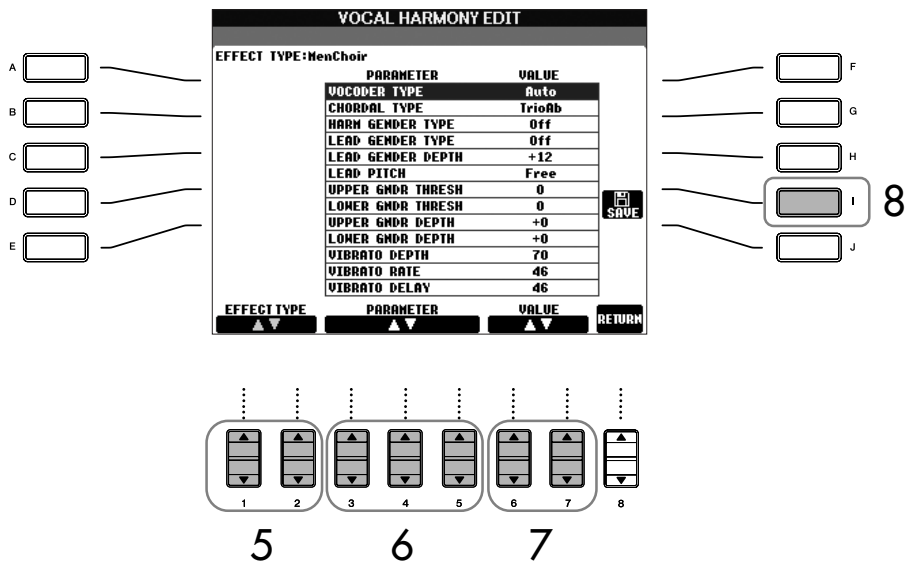 VOCAL HARMONY EDIT
EFFECT TYPE:MenChoir
PARAMETER VALUE
VOCODER TYPE Auto
CHORDAL TYPE TrioAb
HARM GENDER TYPE Off
LEAD GENDER TYPE Off
LEAD GENDER DEPTH +12
LEAD PITCH Free
UPPER GNDR THRESH 0
LOWER GNDR THRESH 0
UPPER GNDR DEPTH +0
LOWER GNDR DEPTH +0
VIBRATO DEPTH 70
VIBRATO RATE 46
VIBRATO DELAY 46
SAVE
EFFECT TYPE PARAMETER VALUE RETURN
A
B
C
D
E
F
G
H
I 8
J
1 2 3 4 5 6 7 8
5 6 7